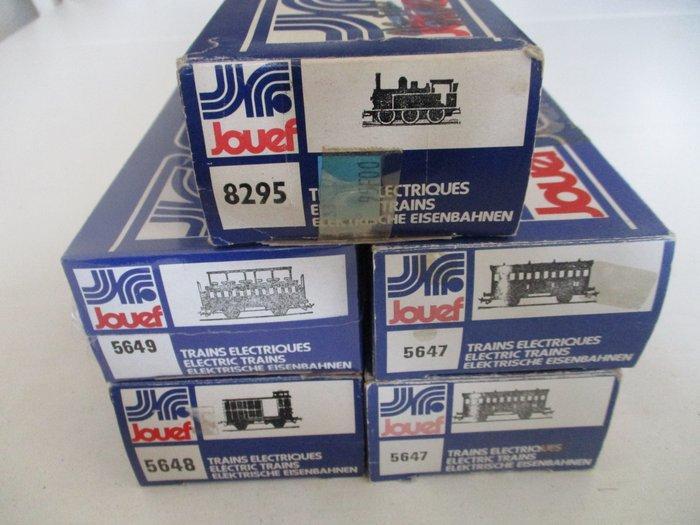 Jouef
8295
99F00
TRAINS ELECTRIQUES
ELECTRIC TRAINS
ELEKTRISCHE EISENBAHNEN
Jouef
5649
TRAINS ELECTRIQUES
ELECTRIC TRAINS
ELEKTRISCHE EISENBAHNEN
Jouef
Jouef
5647
TRAINS ELECTRIQUES
ELECTRIC TRAINS
ELEKTRISCHE EISENBAHNEN
Jouef
5648
TRAINS ELECTRIQUES
ELECTRIC TRAINS
ELEKTRISCHE EISENBAHNEN
Jouef
5647
TRAINS ELECTRIQUES
ELECTRIC TRAINS
ELEKTRISCHE EISENBAHNEN